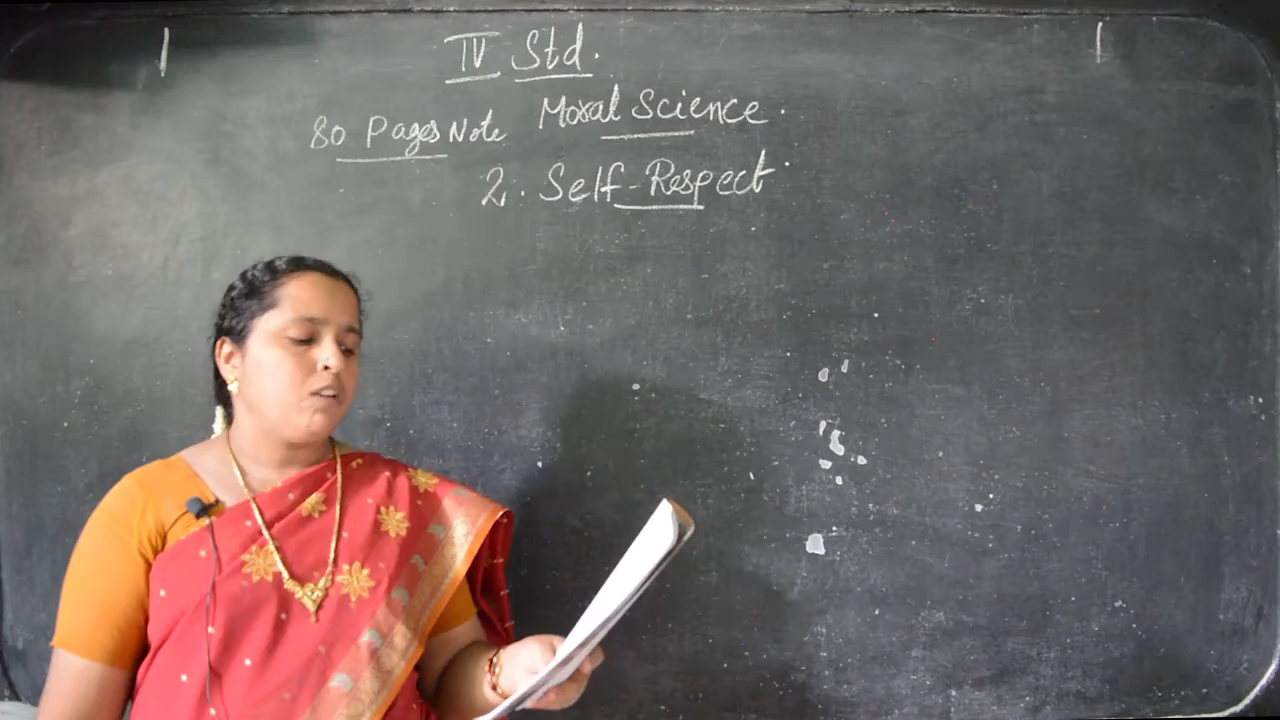 IV Std.
Moral Science.
80 Pages Note
2. Self-Respect